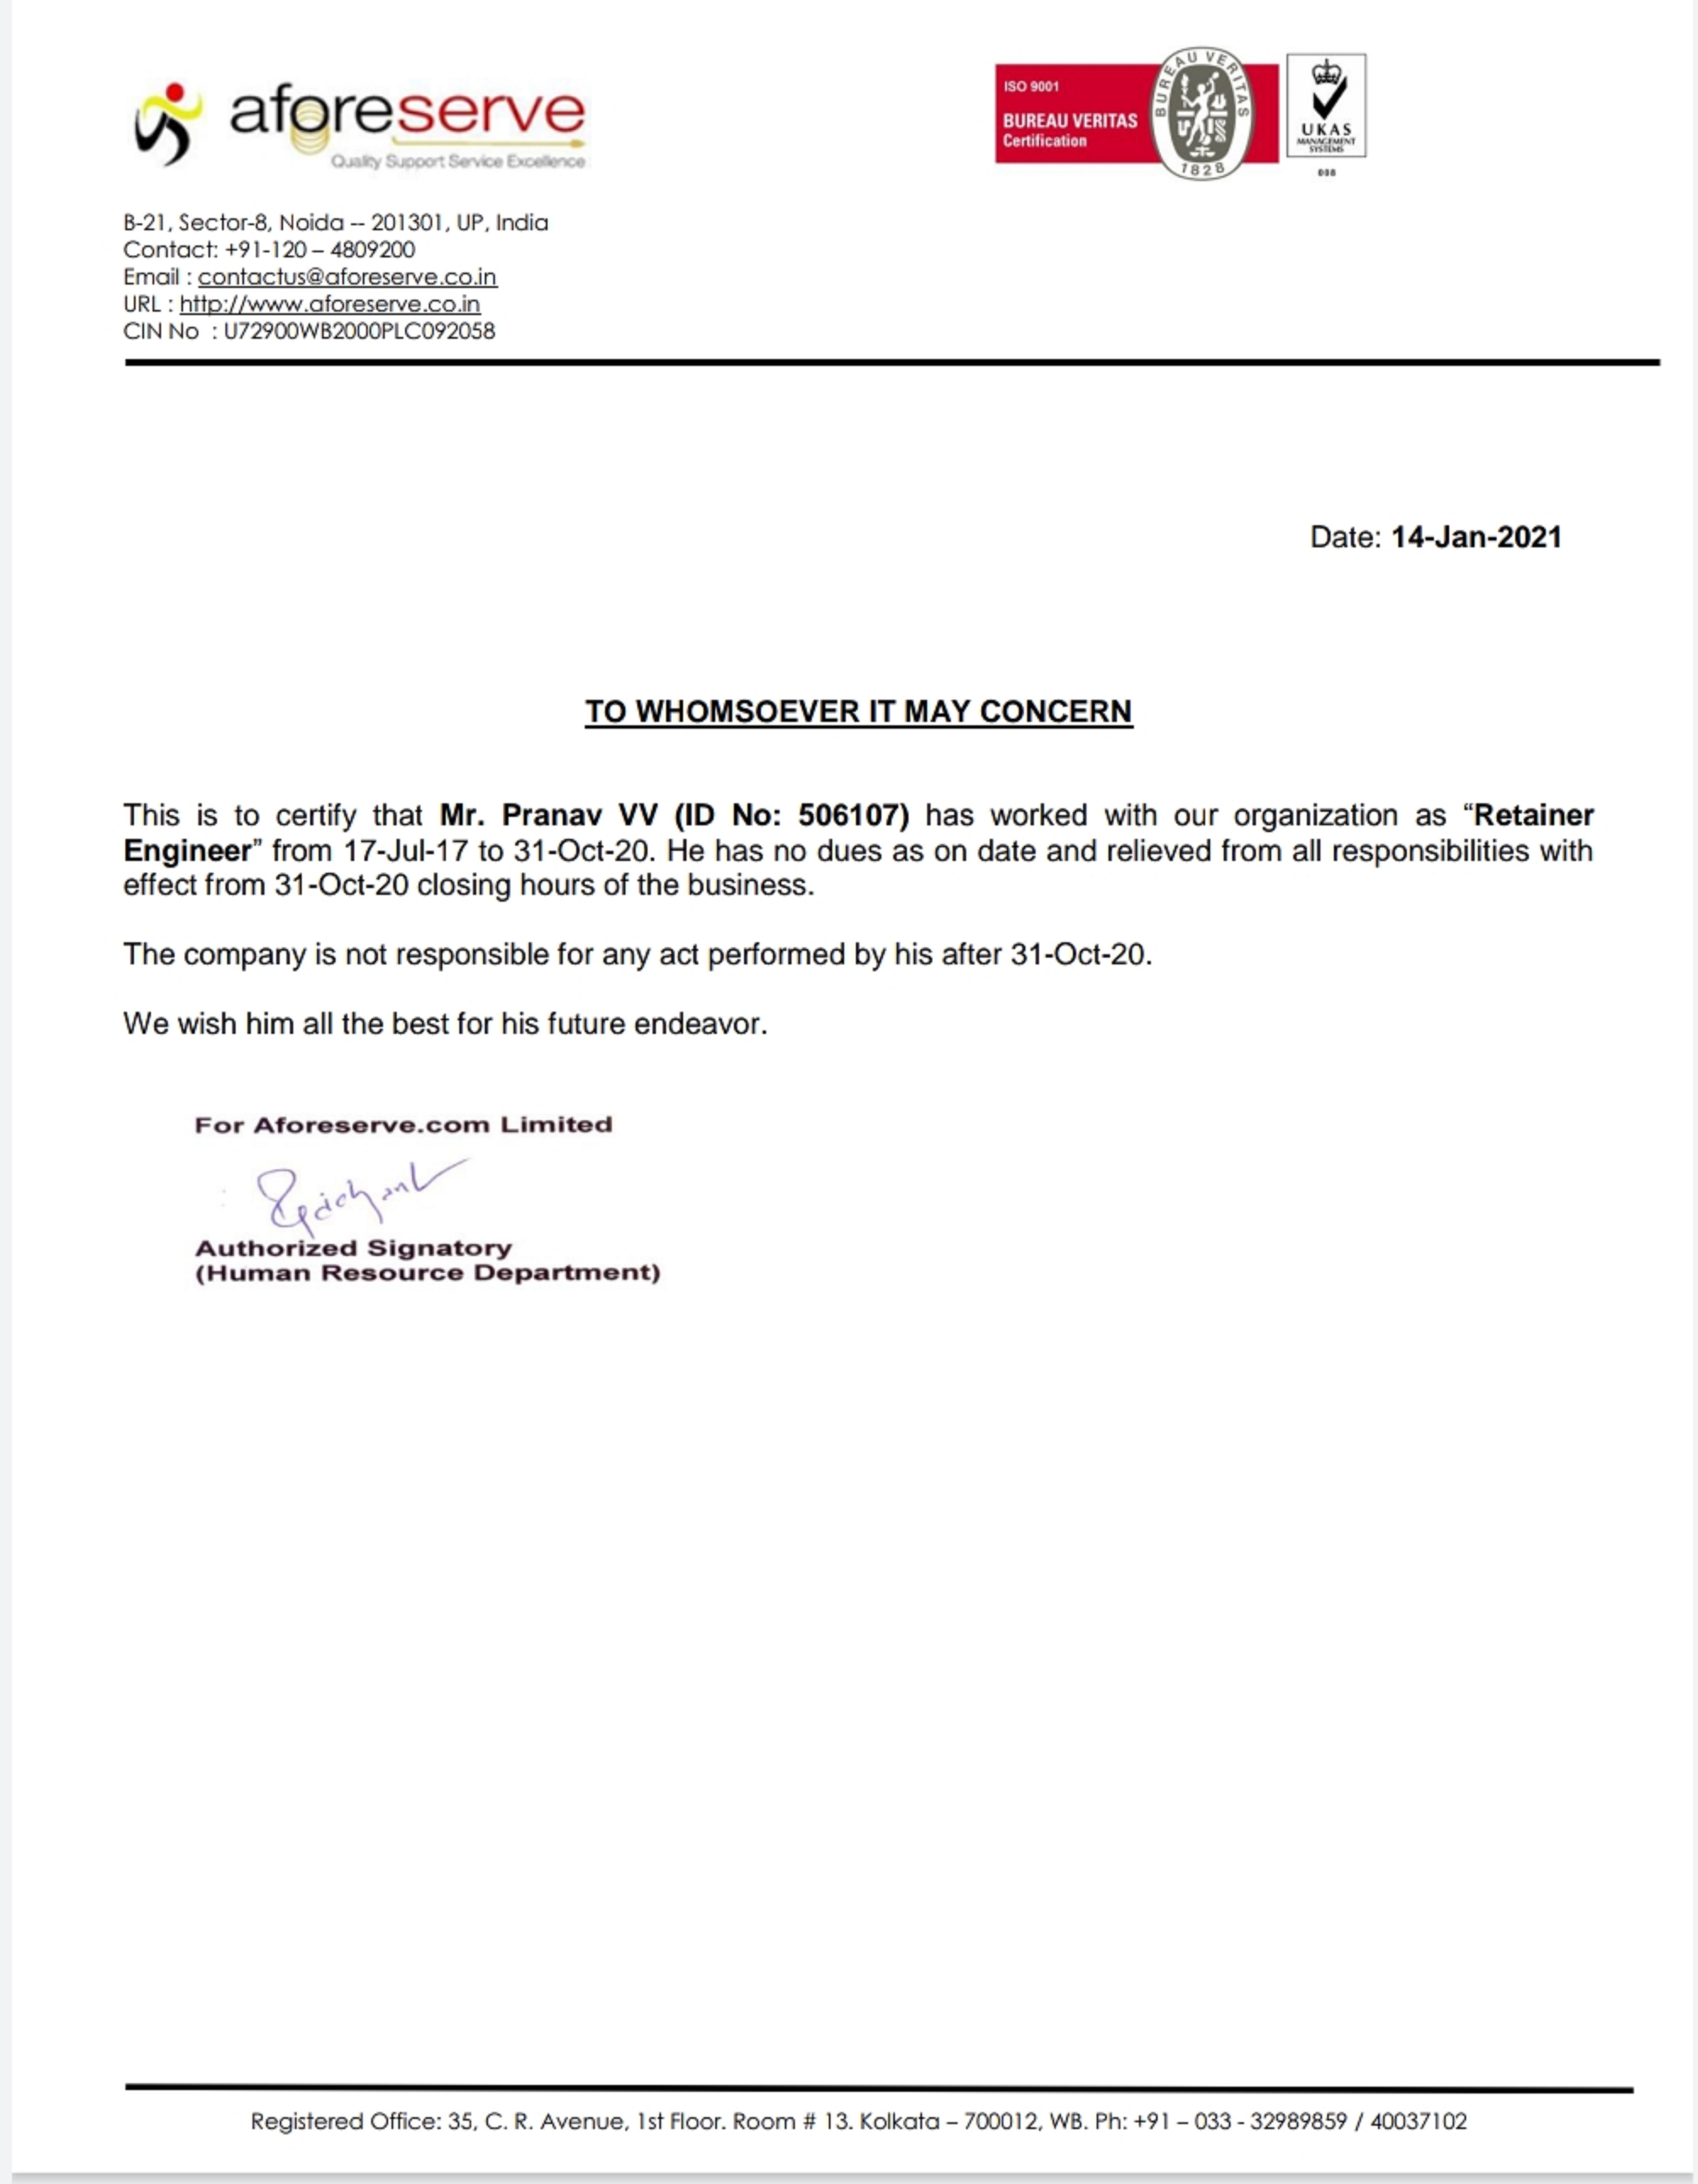 aforeserve
Quality Support Service Excellence
ISO 9001
BUREAU VERITAS
Certification
BUREAU VERITAS
1828
UKAS
MANAGEMENT
SYSTEMS
008
B-21, Sector-8, Noida -- 201301, UP, India
Contact: +91-120 – 4809200
Email : contactus@aforeserve.co.in
URL : http://www.aforeserve.co.in
CIN No : U72900WB2000PLC092058
Date: 14-Jan-2021
TO WHOMSOEVER IT MAY CONCERN
This is to certify that Mr. Pranav VV (ID No: 506107) has worked with our organization as “Retainer
Engineer” from 17-Jul-17 to 31-Oct-20. He has no dues as on date and relieved from all responsibilities with
effect from 31-Oct-20 closing hours of the business.
The company is not responsible for any act performed by his after 31-Oct-20.
We wish him all the best for his future endeavor.
For Aforeserve.com Limited
Authorized Signatory
(Human Resource Department)
Registered Office: 35, C. R. Avenue, 1st Floor. Room # 13. Kolkata – 700012, WB. Ph: +91 – 033 - 32989859 / 40037102